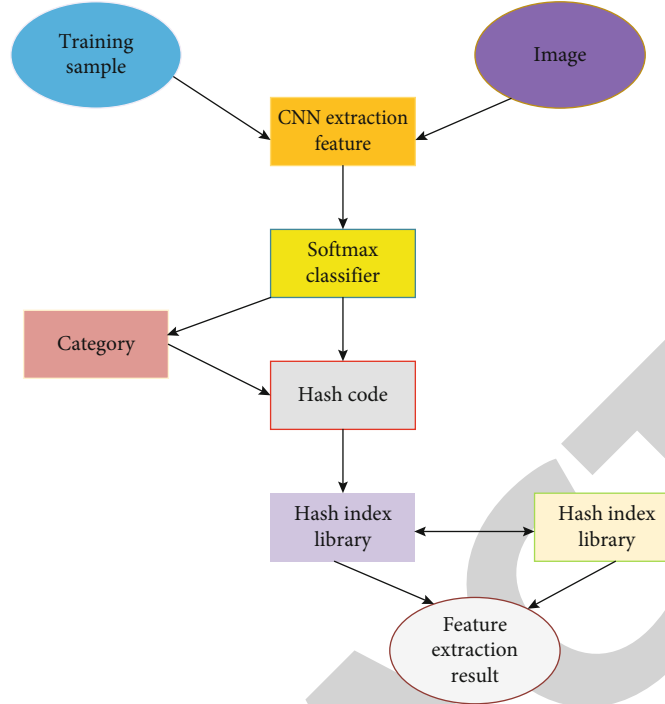 Training
sample
Image
CNN extraction
feature
Softmax
classifier
Category
Hash code
Hash index
library
Hash index
library
Feature
extraction
result